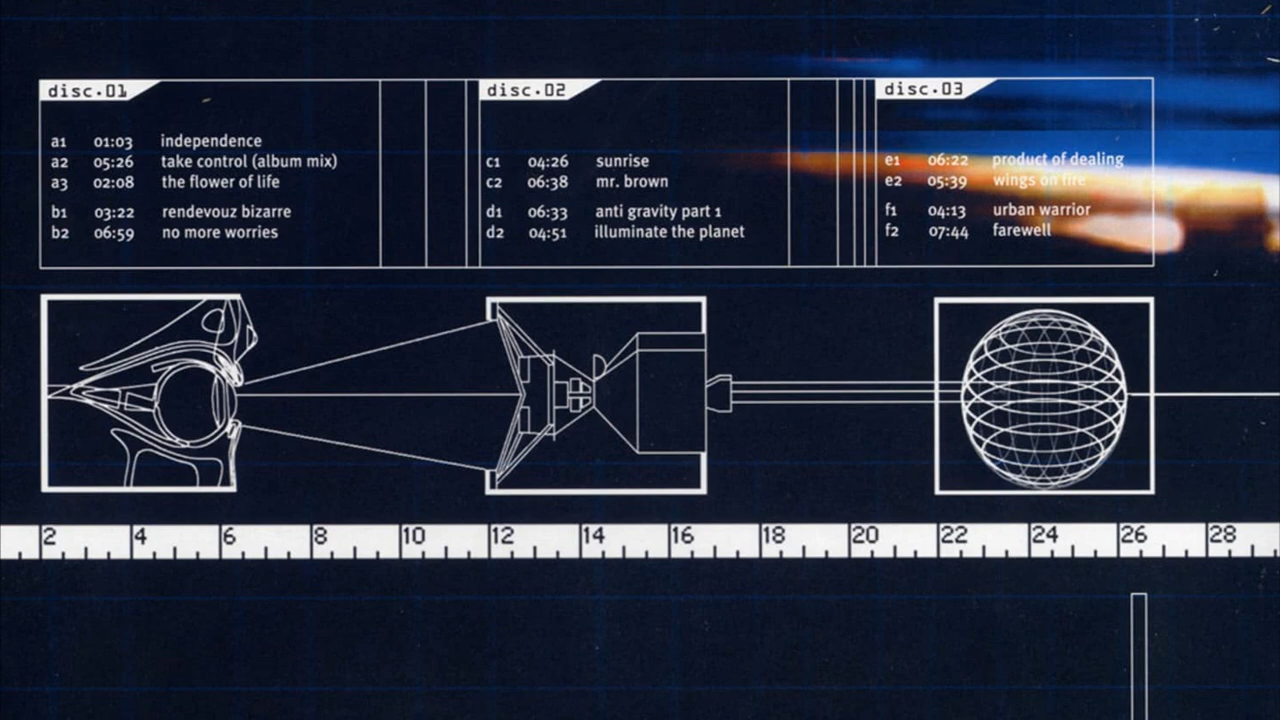 disc.01
a1 01:03 independence
a2 05:26 take control (album mix)
a3 02:08 the flower of life
b1 03:22 rendevouz bizarre
b2 06:59 no more worries
disc.02
c1 04:26 sunrise
c2 06:38 mr. brown
d1 06:33 anti gravity part 1
d2 04:51 illuminate the planet
disc.03
e1 06:22 product of dealing
e2 05:39 wings on fire
f1 04:13 urban warrior
f2 07:44 farewell
2 4 6 8 10 12 14 16 18 20 22 24 26 28